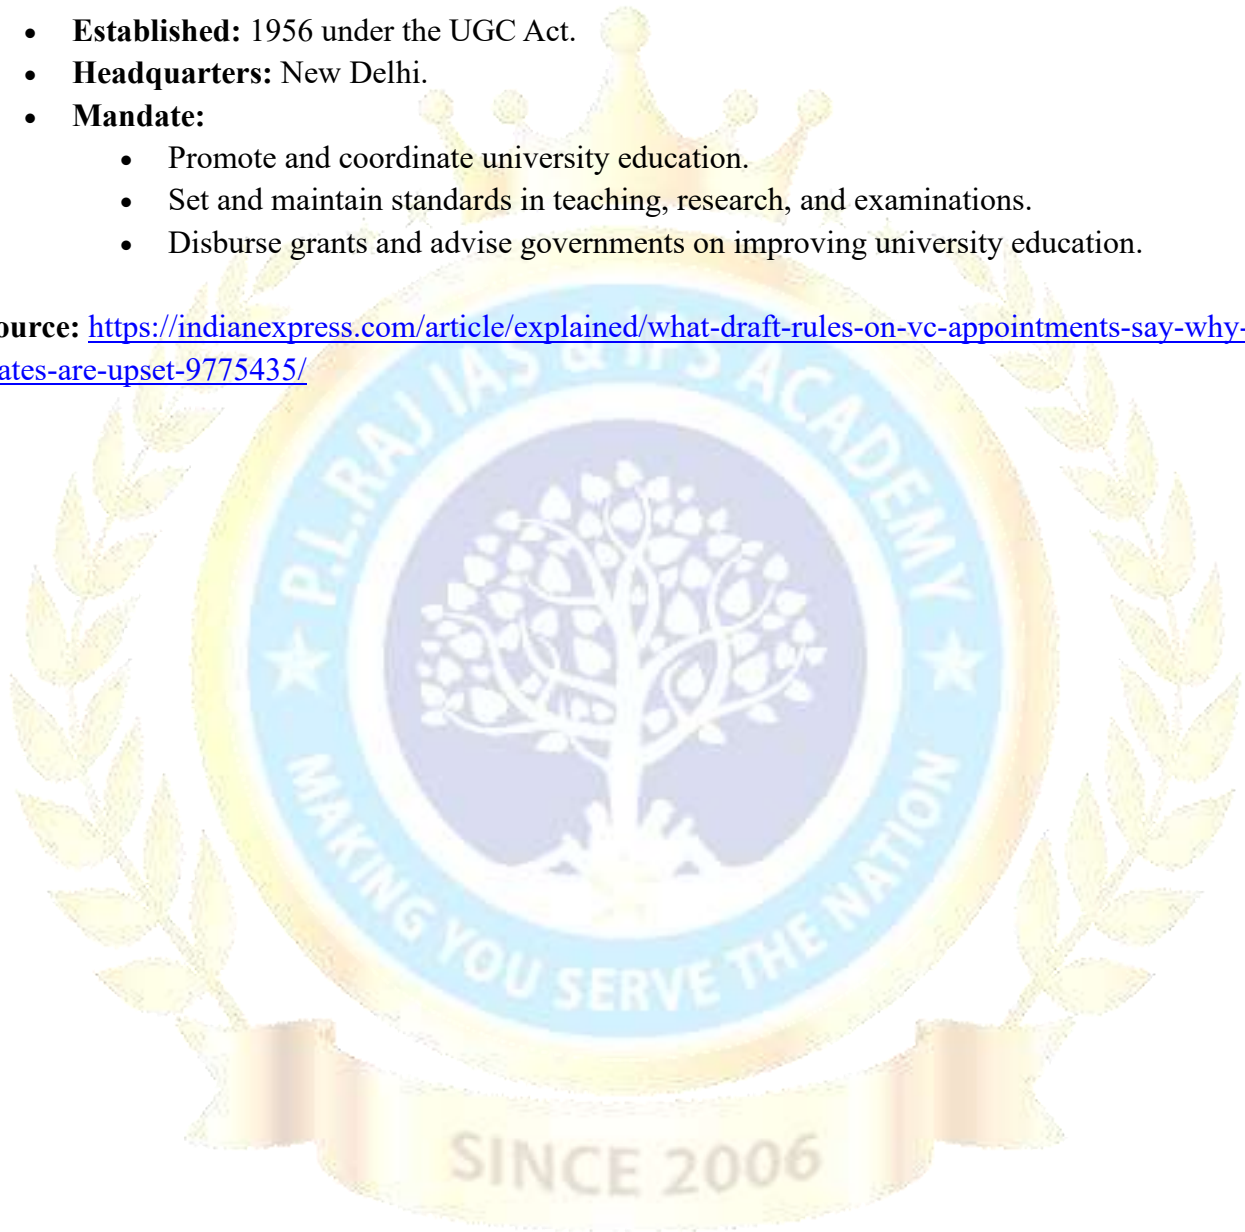 • Established: 1956 under the UGC Act.
• Headquarters: New Delhi.
• Mandate:
• Promote and coordinate university education.
• Set and maintain standards in teaching, research, and examinations.
• Disburse grants and advise governments on improving university education.
ource: https://indianexpress.com/article/explained/what-draft-rules-on-vc-appointments-say-why-
ates-are-upset-9775435/
P.L.RAJ IAS & IPS ACADEMY
MAKING YOU SERVE THE NATION
SINCE 2006